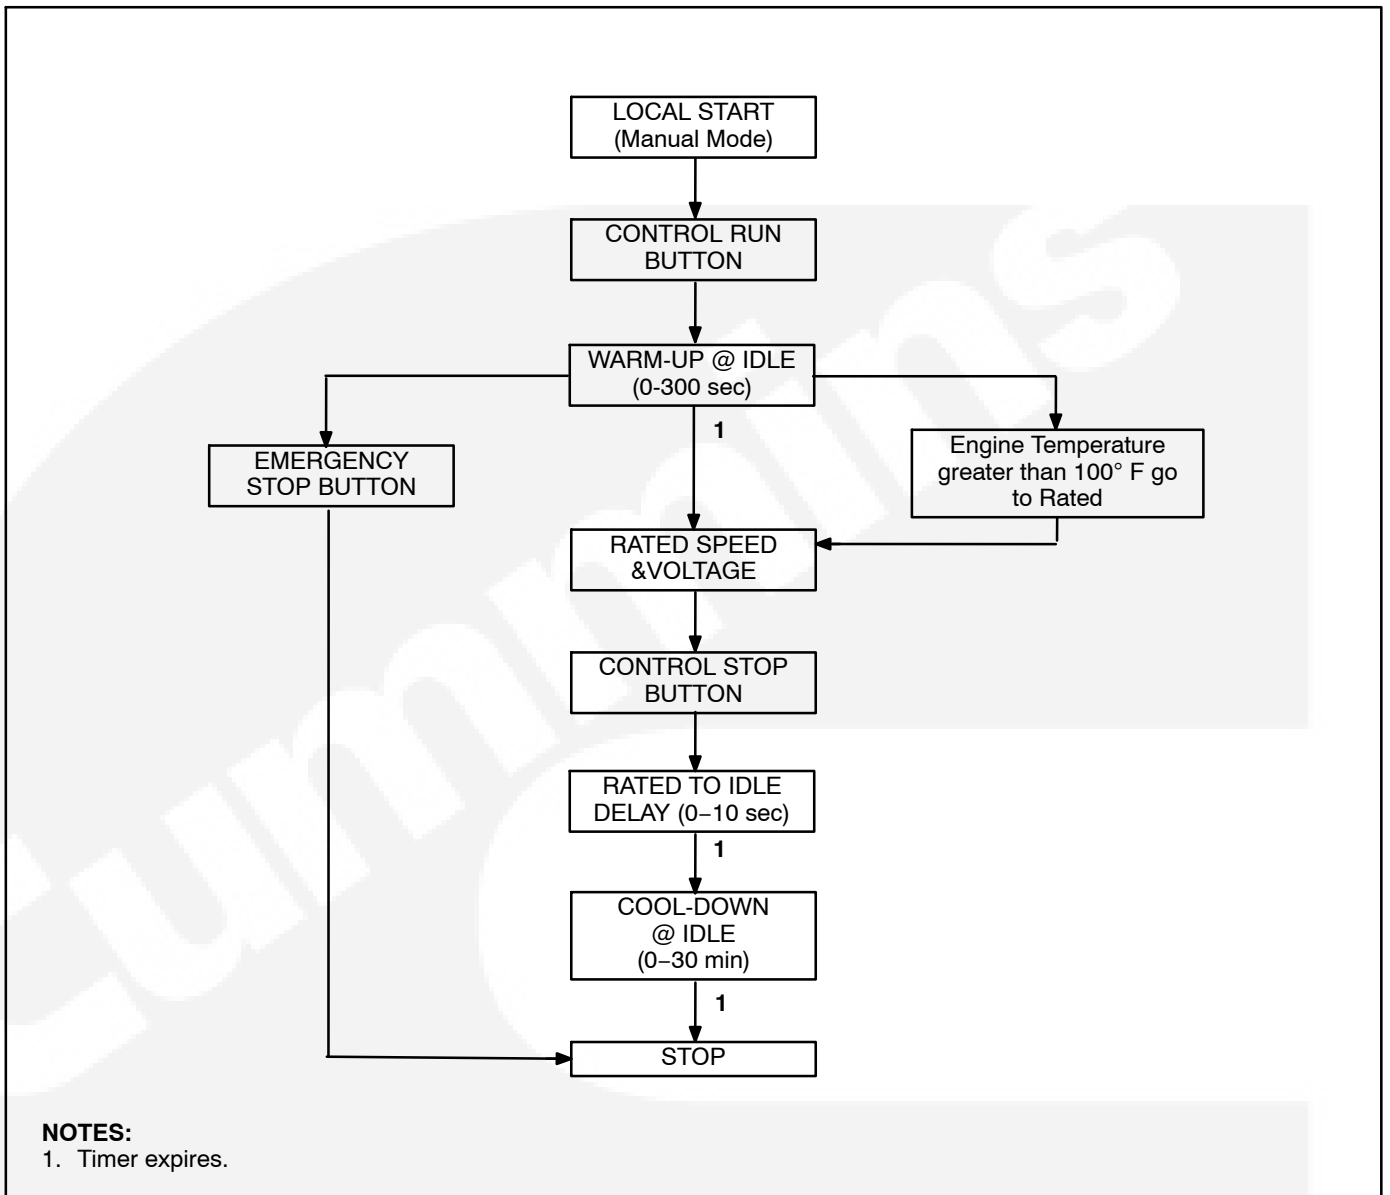 LOCAL START
(Manual Mode)
CONTROL RUN
BUTTON
WARM-UP @ IDLE
(0-300 sec)
1
EMERGENCY
STOP BUTTON
Engine Temperature
greater than 100° F go
to Rated
RATED SPEED
&VOLTAGE
CONTROL STOP
BUTTON
RATED TO IDLE
DELAY (0–10 sec)
1
COOL-DOWN
@ IDLE
(0–30 min)
1
STOP
NOTES:
1. Timer expires.
Cummins